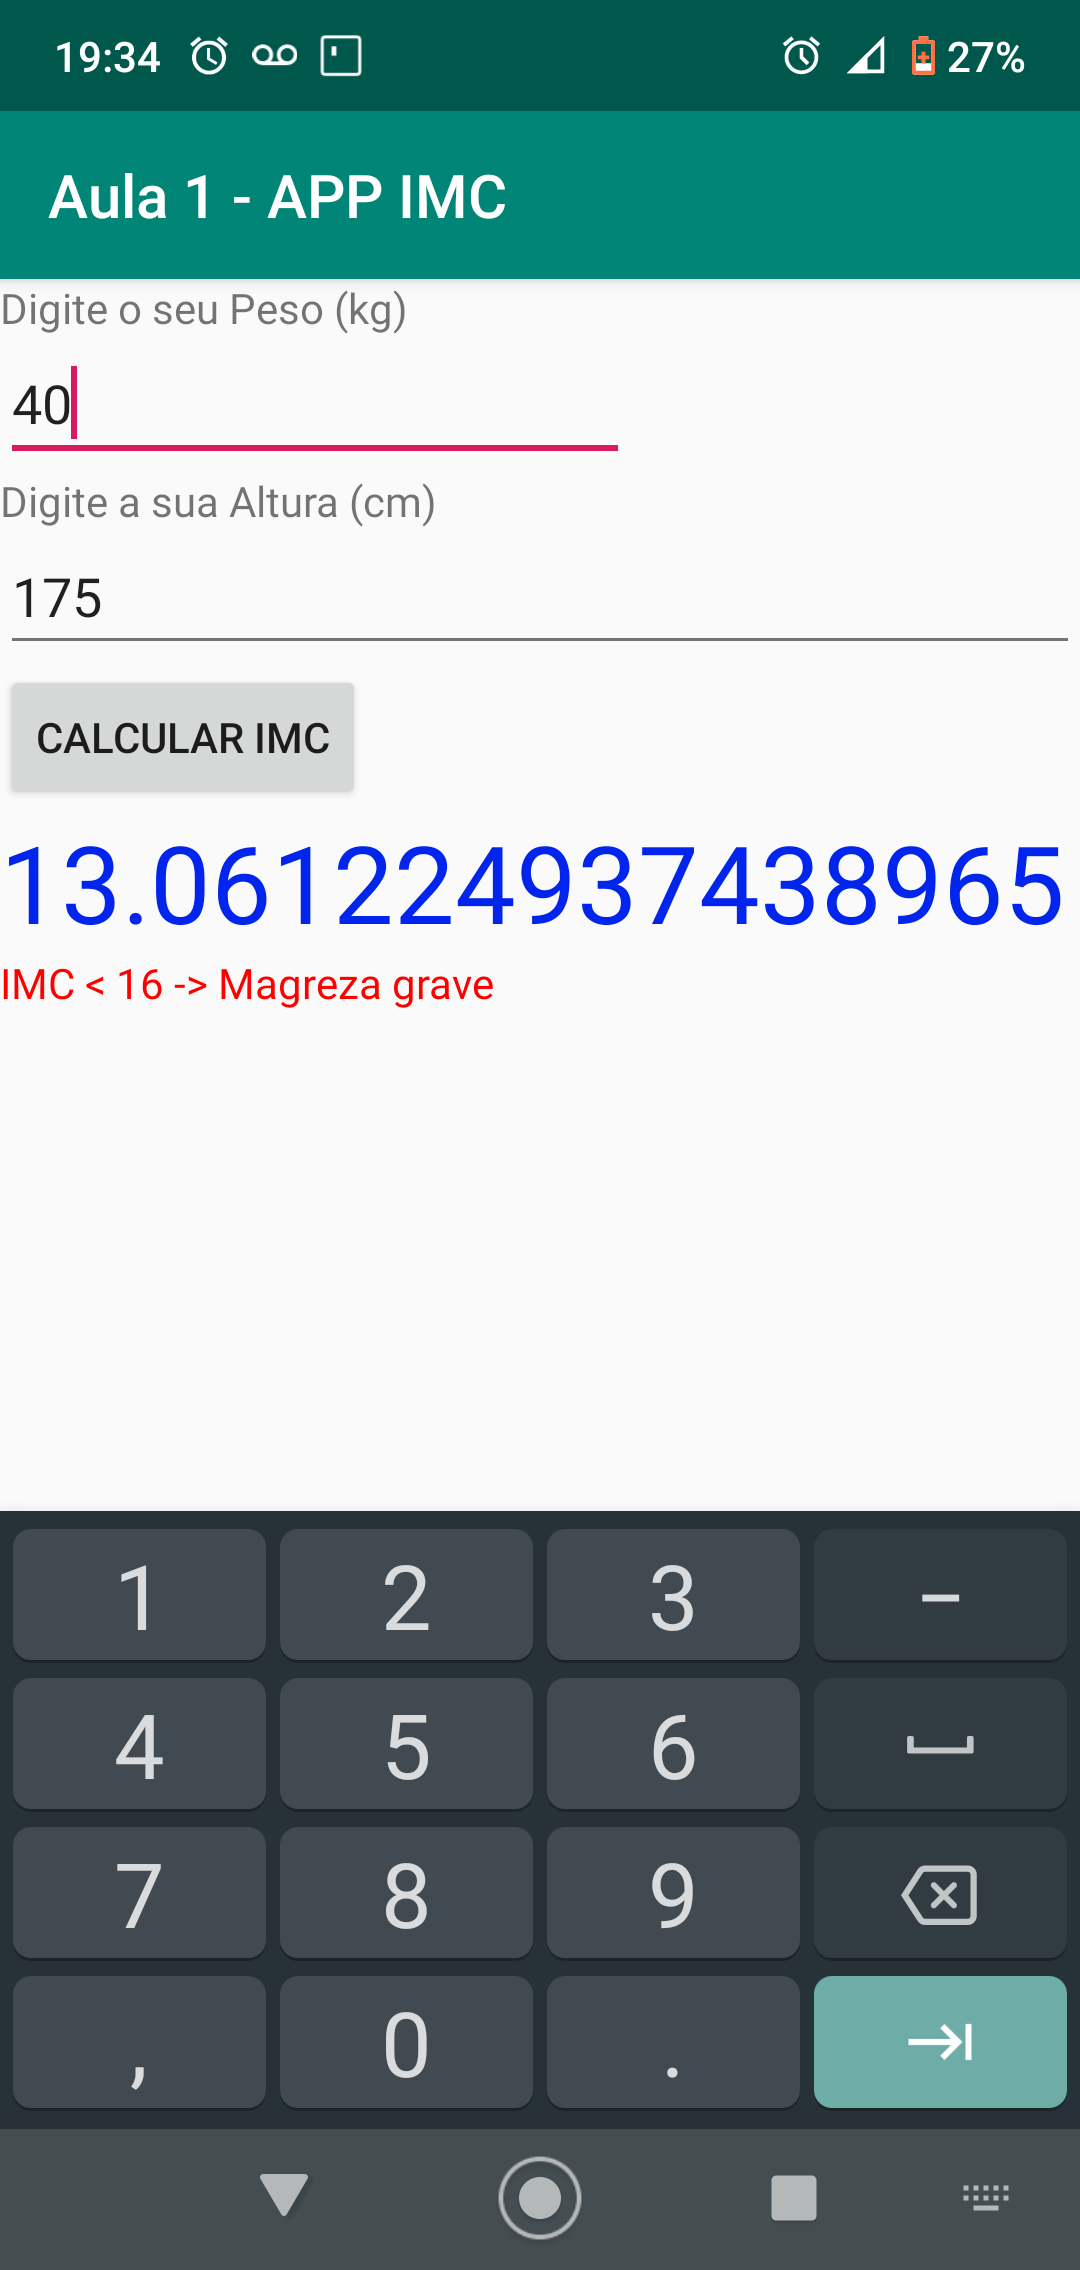 19:34 27%
Aula 1 - APP IMC
Digite o seu Peso (kg)
40
Digite a sua Altura (cm)
175
CALCULAR IMC
13.061224937438965
IMC < 16 -> Magreza grave
1 2 3 –
4 5 6
7 8 9
, 0 .